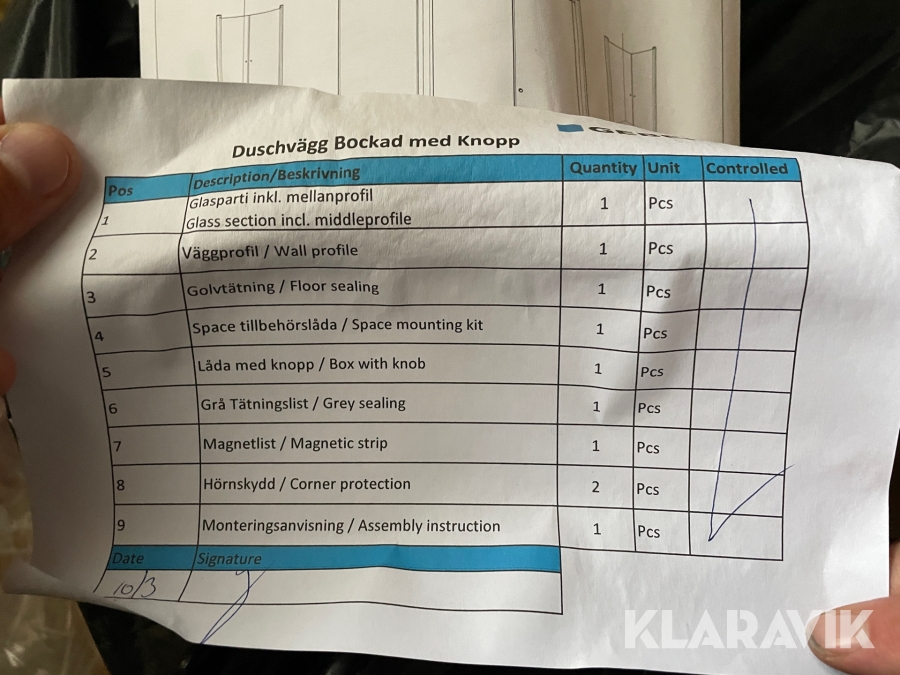 Duschvägg Bockad med Knopp
Pos Description/Beskrivning Quantity Unit Controlled
1 Glasparti inkl. mellanprofil 1 Pcs
Glass section incl. middleprofile
2 Väggprofil / Wall profile 1 Pcs
3 Golvtätning / Floor sealing 1 Pcs
4 Space tillbehörslåda / Space mounting kit 1 Pcs
5 Låda med knopp / Box with knob 1 Pcs
6 Grå Tätningslist / Grey sealing 1 Pcs
7 Magnetlist / Magnetic strip 1 Pcs
8 Hörnskydd / Corner protection 2 Pcs
9 Monteringsanvisning / Assembly instruction 1 Pcs
Date Signature
10/3
KLARAVIK